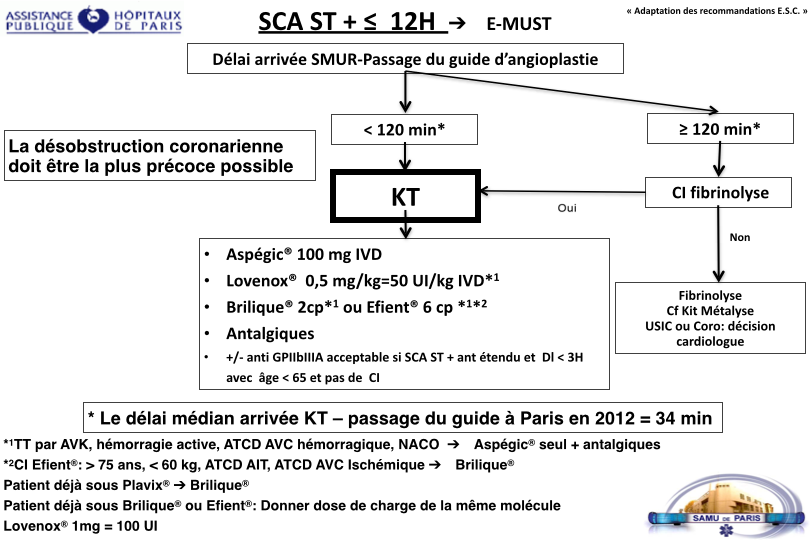 ASSISTANCE PUBLIQUE HÔPITAUX DE PARIS
SCA ST + ≤ 12H → E-MUST
« Adaptation des recommandations E.S.C. »
Délai arrivée SMUR-Passage du guide d’angioplastie
< 120 min*
≥ 120 min*
La désobstruction coronarienne
doit être la plus précoce possible
KT
CI fibrinolyse
Oui
Non
• Aspégic® 100 mg IVD
• Lovenox® 0,5 mg/kg=50 UI/kg IVD*¹
• Brilique® 2cp*¹ ou Efient® 6 cp *¹*²
• Antalgiques
• +/- anti GPIIbIIIA acceptable si SCA ST + ant étendu et Dl < 3H
avec âge < 65 et pas de CI
Fibrinolyse
Cf Kit Métalyse
USIC ou Coro: décision
cardiologue
* Le délai médian arrivée KT – passage du guide à Paris en 2012 = 34 min
*¹TT par AVK, hémorragie active, ATCD AVC hémorragique, NACO → Aspégic® seul + antalgiques
*²CI Efient®: > 75 ans, < 60 kg, ATCD AIT, ATCD AVC Ischémique → Brilique®
Patient déjà sous Plavix® → Brilique®
Patient déjà sous Brilique® ou Efient®: Donner dose de charge de la même molécule
Lovenox® 1mg = 100 UI
SAMU DE PARIS